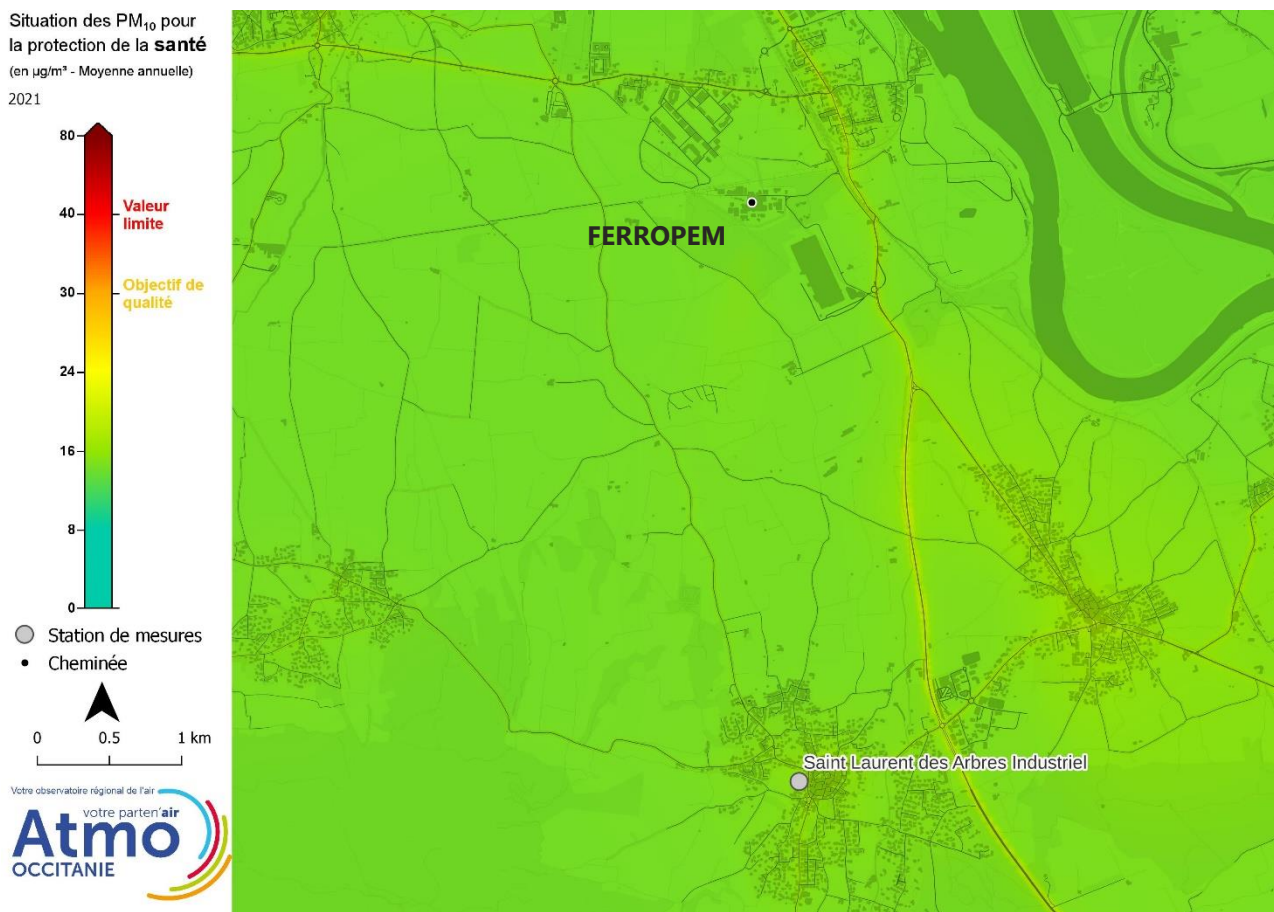 Situation des PM₁₀ pour
la protection de la santé
(en µg/m³ - Moyenne annuelle)
2021
80
40
Valeur
limite
30
Objectif de
qualité
24
16
8
0
Station de mesures
Cheminée
0 0.5 1 km
Votre observatoire régional de l'air
votre parten'air
Atmo
OCCITANIE
FERROPEM
Saint Laurent des Arbres Industriel